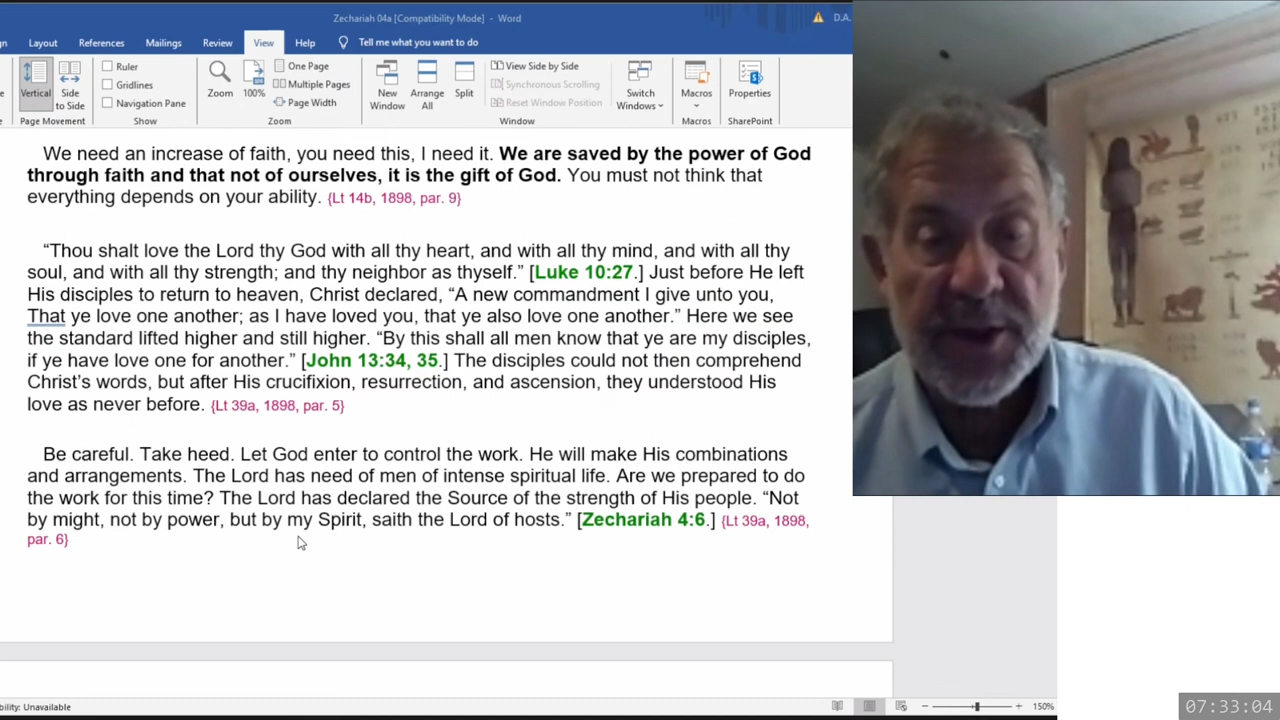 Zechariah 04a [Compatibility Mode] - Word
D.A.
Layout References Mailings Review View Help Tell me what you want to do
Vertical
Side to Side
Page Movement
Ruler
Gridlines
Navigation Pane
Show
Zoom
100%
One Page
Multiple Pages
Page Width
Zoom
New Window
Arrange All
Split
View Side by Side
Synchronous Scrolling
Reset Window Position
Window
Switch Windows
Macros
Macros
Properties
SharePoint
We need an increase of faith, you need this, I need it. We are saved by the power of God
through faith and that not of ourselves, it is the gift of God. You must not think that
everything depends on your ability. {Lt 14b, 1898, par. 9}
“Thou shalt love the Lord thy God with all thy heart, and with all thy mind, and with all thy
soul, and with all thy strength; and thy neighbor as thyself.” [Luke 10:27.] Just before He left
His disciples to return to heaven, Christ declared, “A new commandment I give unto you,
That ye love one another; as I have loved you, that ye also love one another.” Here we see
the standard lifted higher and still higher. “By this shall all men know that ye are my disciples,
if ye have love one for another.” [John 13:34, 35.] The disciples could not then comprehend
Christ’s words, but after His crucifixion, resurrection, and ascension, they understood His
love as never before. {Lt 39a, 1898, par. 5}
Be careful. Take heed. Let God enter to control the work. He will make His combinations
and arrangements. The Lord has need of men of intense spiritual life. Are we prepared to do
the work for this time? The Lord has declared the Source of the strength of His people. “Not
by might, not by power, but by my Spirit, saith the Lord of hosts.” [Zechariah 4:6.] {Lt 39a, 1898,
par. 6}
bility: Unavailable
150%
07:33:04